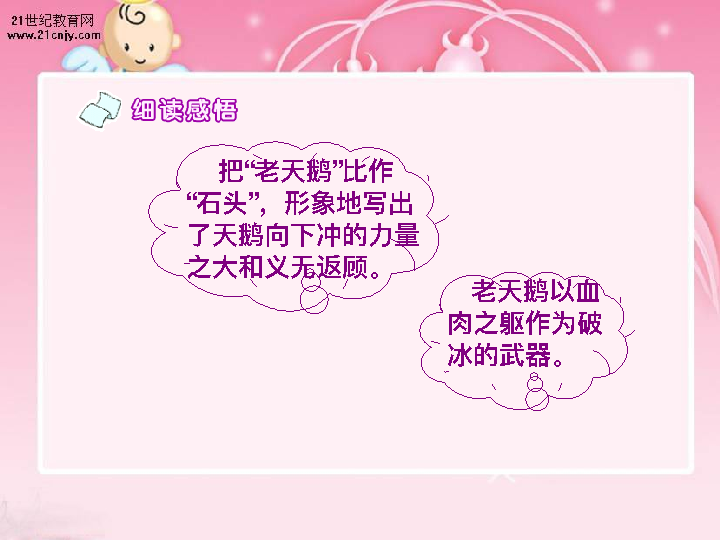 21世纪教育网
www.21cnjy.com
细读感悟
把“老天鹅”比作
“石头”，形象地写出
了天鹅向下冲的力量
之大和义无返顾。
老天鹅以血
肉之躯作为破
冰的武器。